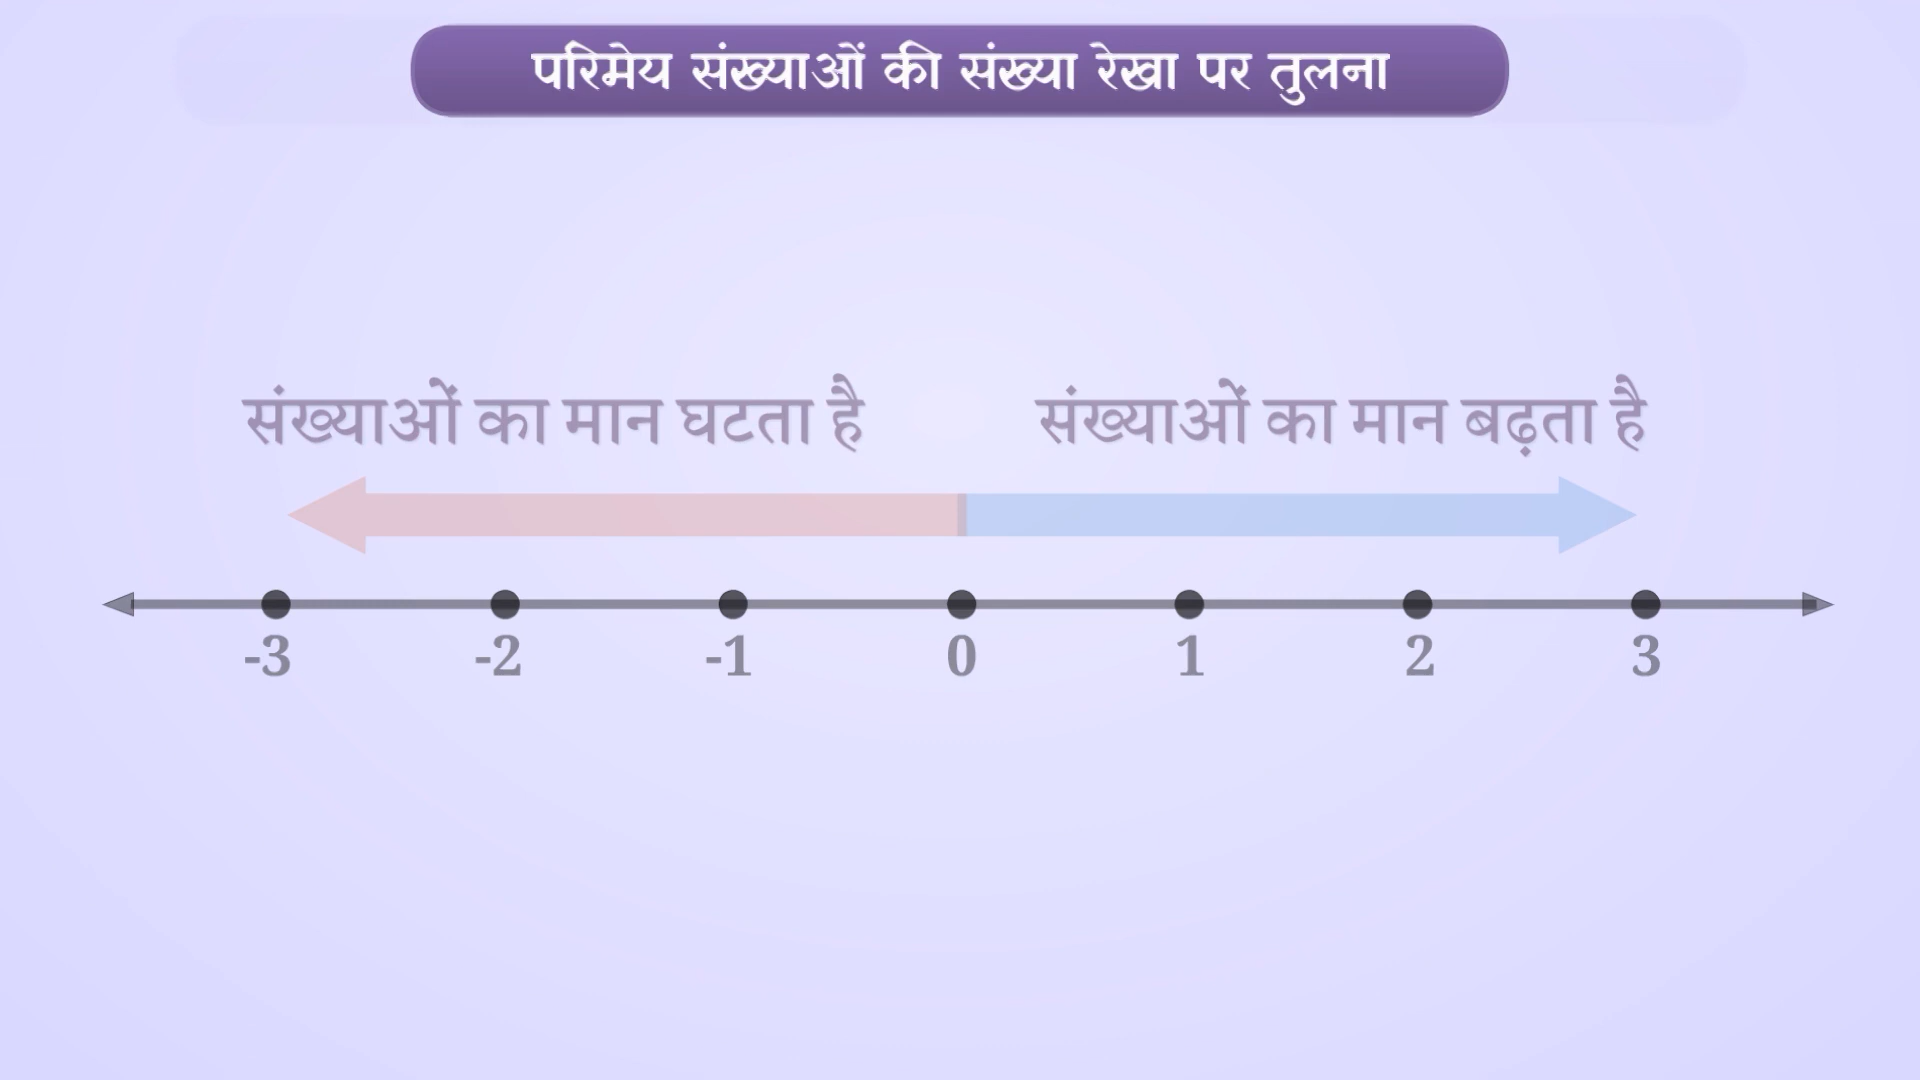 परिमेय संख्याओं की संख्या रेखा पर तुलना
संख्याओं का मान घटता है संख्याओं का मान बढ़ता है
-3 -2 -1 0 1 2 3